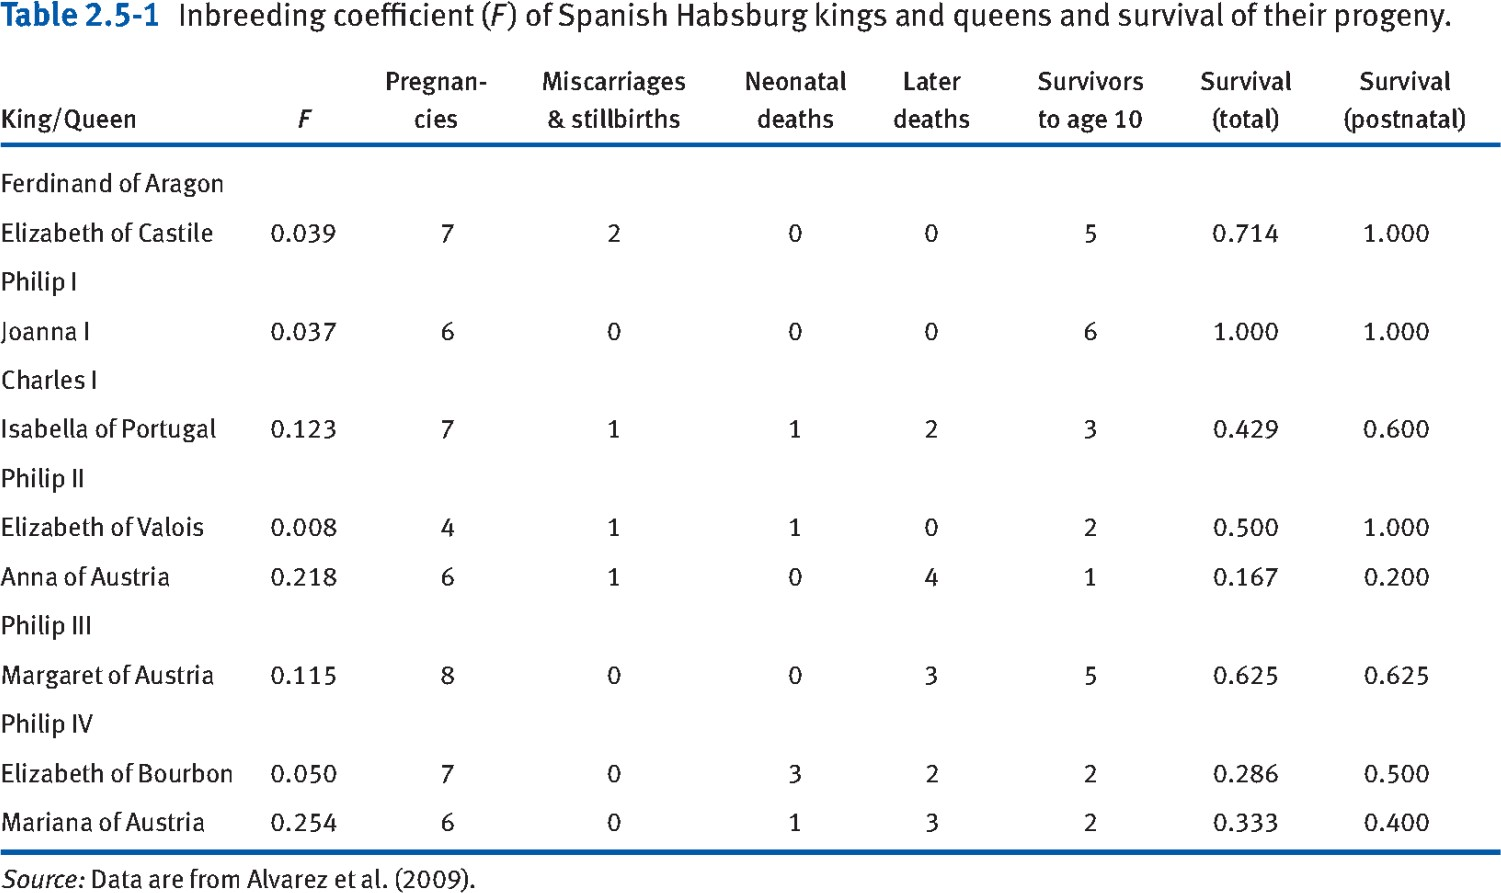 Table 2.5-1 Inbreeding coefficient (F) of Spanish Habsburg kings and queens and survival of their progeny.
Pregnan- Miscarriages Neonatal Later Survivors Survival Survival
King/Queen F cies & stillbirths deaths deaths to age 10 (total) (postnatal)
Ferdinand of Aragon
Elizabeth of Castile 0.039 7 2 0 0 5 0.714 1.000
Philip I
Joanna I 0.037 6 0 0 0 6 1.000 1.000
Charles I
Isabella of Portugal 0.123 7 1 1 2 3 0.429 0.600
Philip II
Elizabeth of Valois 0.008 4 1 1 0 2 0.500 1.000
Anna of Austria 0.218 6 1 0 4 1 0.167 0.200
Philip III
Margaret of Austria 0.115 8 0 0 3 5 0.625 0.625
Philip IV
Elizabeth of Bourbon 0.050 7 0 3 2 2 0.286 0.500
Mariana of Austria 0.254 6 0 1 3 2 0.333 0.400
Source: Data are from Alvarez et al. (2009).